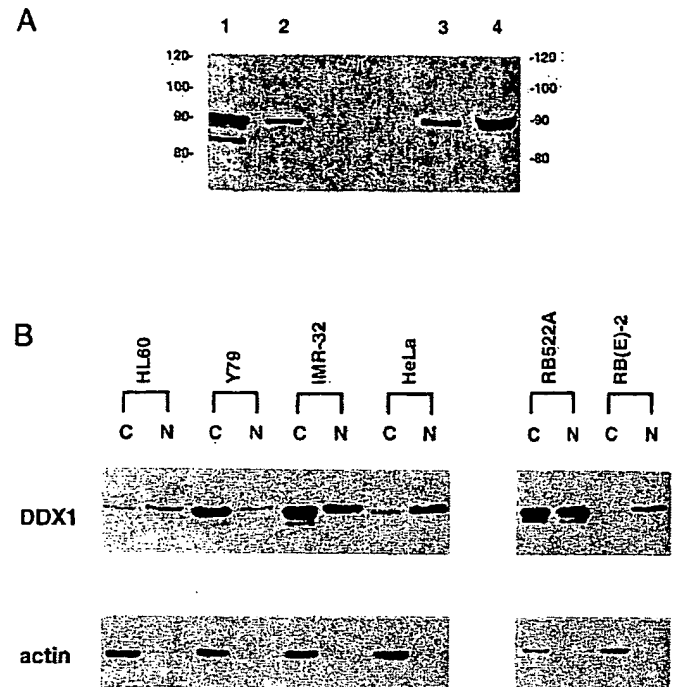 A
1 2 3 4
120- -120
100- -100
90- -90
80- -80
B
HL60 Y79 IMR-32 HeLa RB522A RB(E)-2
C N C N C N C N C N C N
DDX1
actin